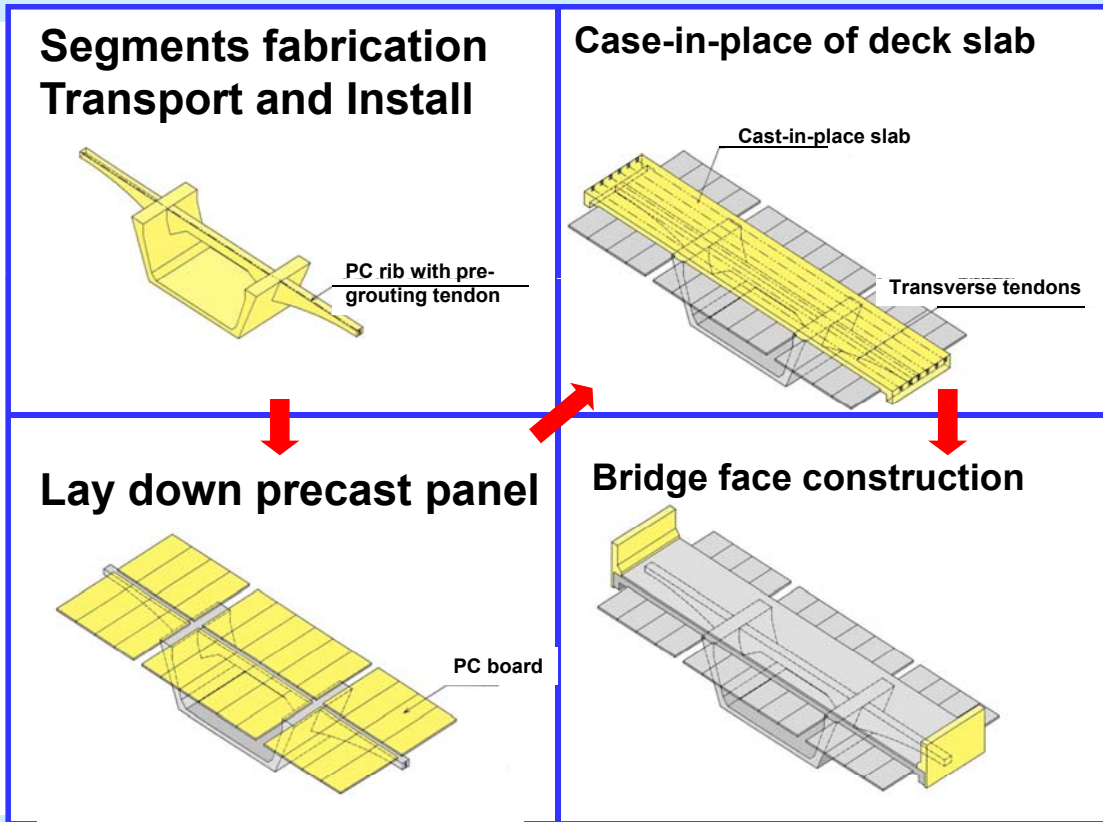 Segments fabrication
Transport and Install
PC rib with pre-
grouting tendon
Case-in-place of deck slab
Cast-in-place slab
Transverse tendons
Lay down precast panel
PC board
Bridge face construction